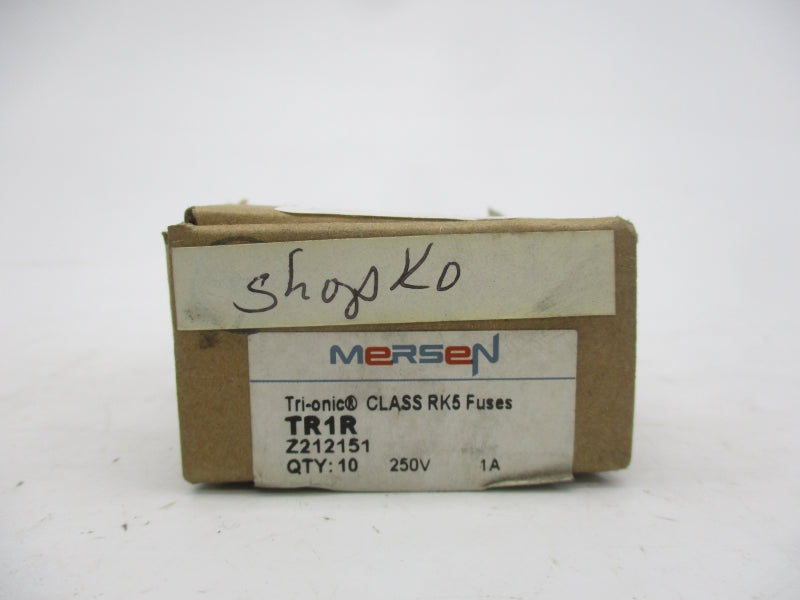 ShopKo
MERSEN
Tri-onic® CLASS RK5 Fuses
TR1R
Z212151
QTY: 10 250V 1A